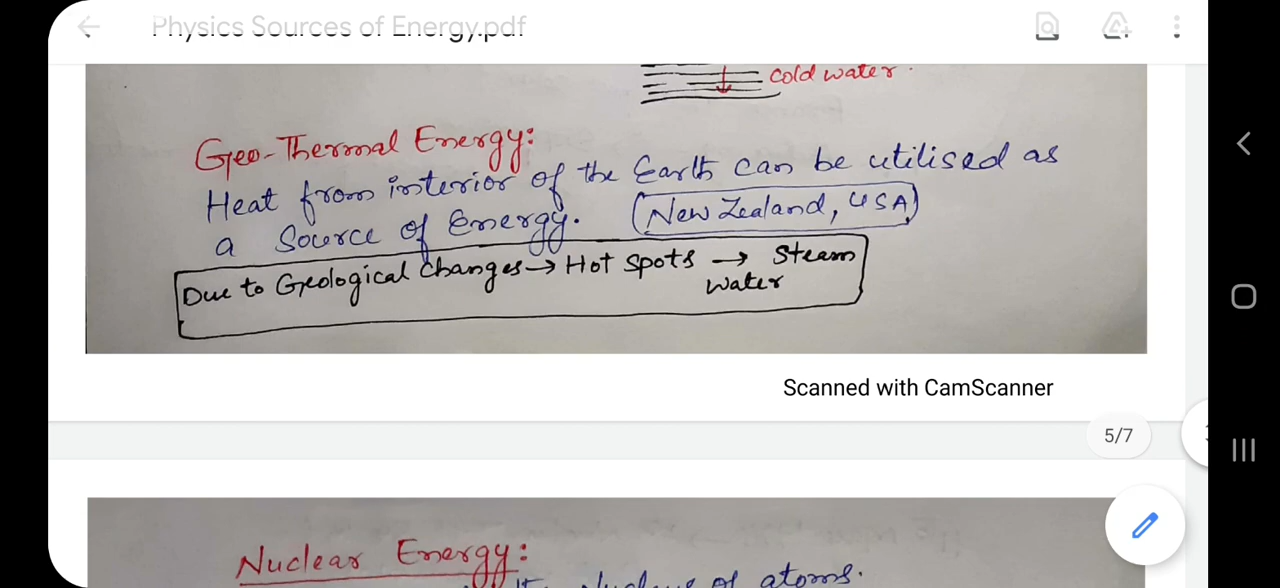 Physics Sources of Energy.pdf
cold water.
Geo-Thermal Energy:
Heat from interior of the Earth can be utilised as
a Source of Energy. (New Zealand, USA)
Due to Geological changes → Hot spots → Steam
water
Scanned with CamScanner
5/7
Nuclear Energy:
of atoms.